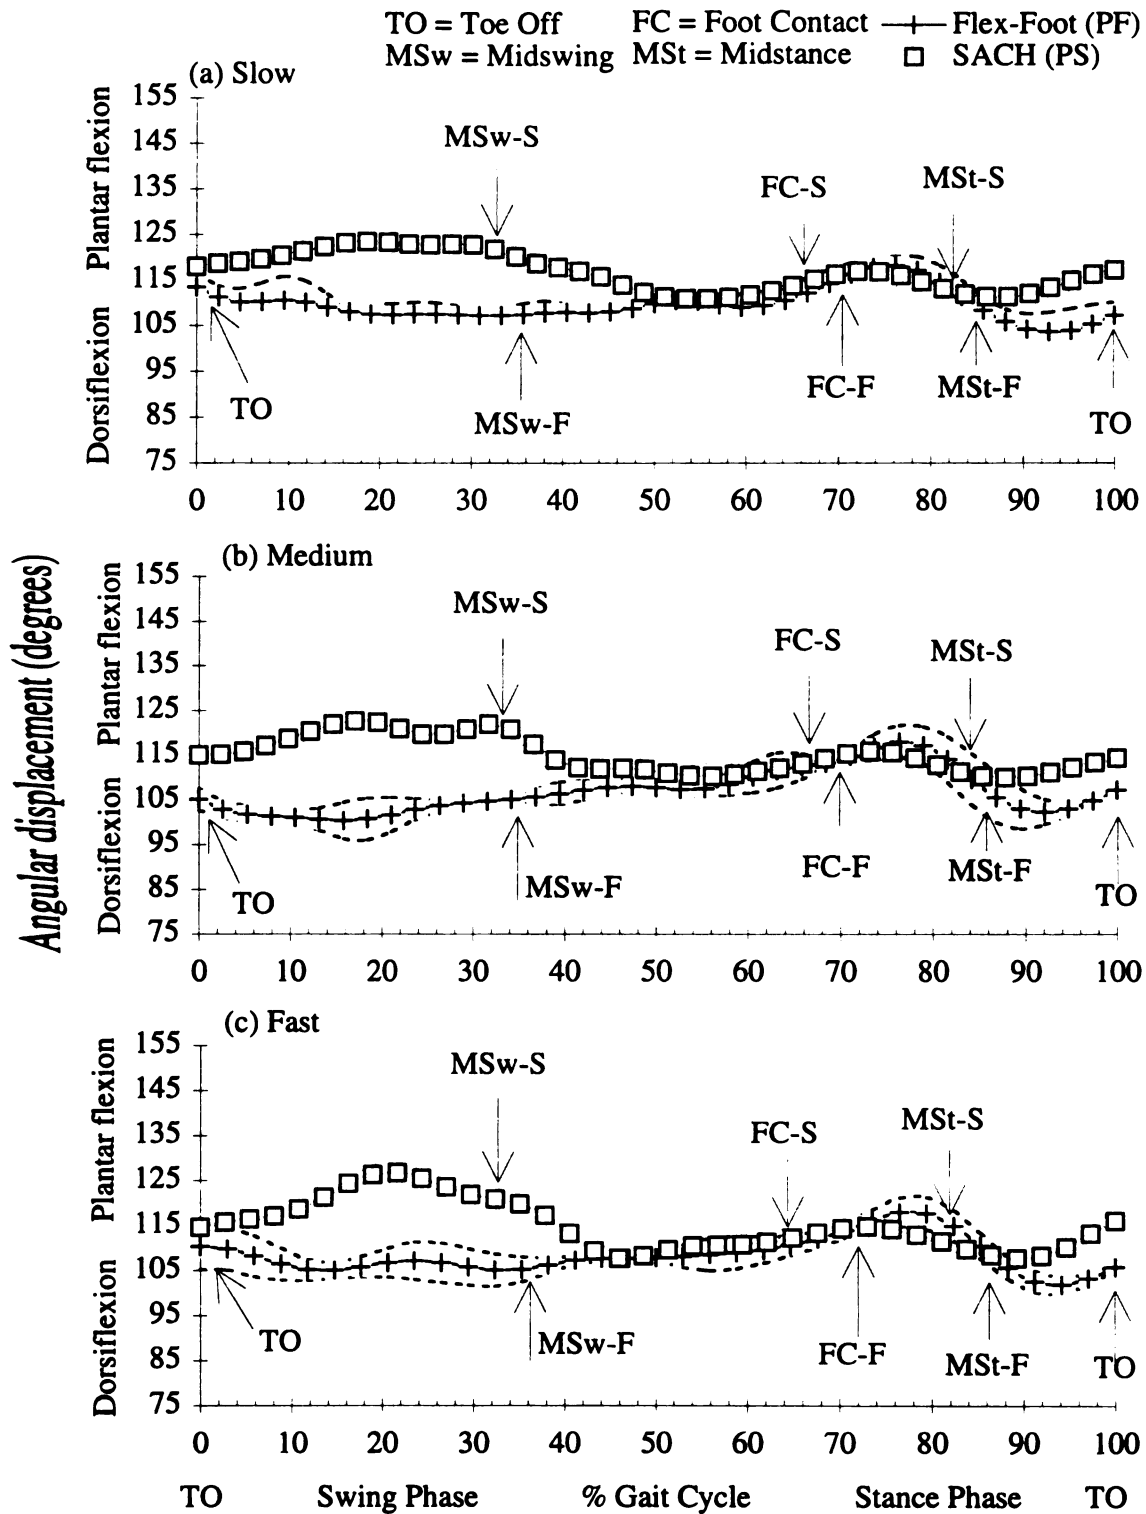 TO = Toe Off FC = Foot Contact Flex-Foot (PF)
MSw = Midswing MSt = Midstance SACH (PS)
(a) Slow
Plantar flexion
Dorsiflexion
155
145
135
125
115
105
95
85
75
MSw-S
FC-S
MSt-S
TO
MSw-F
FC-F
MSt-F
TO
0 10 20 30 40 50 60 70 80 90 100
Angular displacement (degrees)
(b) Medium
Plantar flexion
Dorsiflexion
155
145
135
125
115
105
95
85
75
MSw-S
FC-S
MSt-S
TO
MSw-F
FC-F
MSt-F
TO
0 10 20 30 40 50 60 70 80 90 100
(c) Fast
Plantar flexion
Dorsiflexion
155
145
135
125
115
105
95
85
75
MSw-S
FC-S
MSt-S
TO
MSw-F
FC-F
MSt-F
TO
0 10 20 30 40 50 60 70 80 90 100
TO Swing Phase % Gait Cycle Stance Phase TO